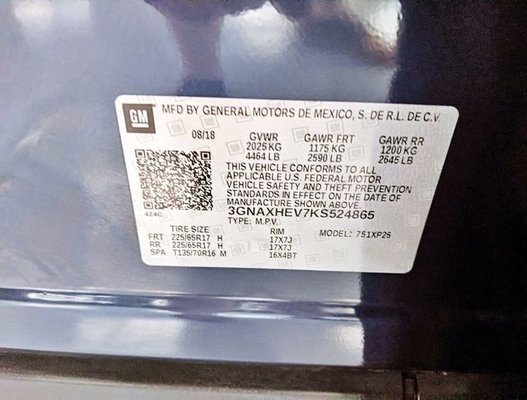 GM MFD BY GENERAL MOTORS DE MEXICO, S. DE R.L. DE C.V.
08/18 GVWR GAWR FRT GAWR RR
2025 KG 1175 KG 1200 KG
4464 LB 2590 LB 2645 LB
THIS VEHICLE CONFORMS TO ALL
APPLICABLE U.S. FEDERAL MOTOR
VEHICLE SAFETY AND THEFT PREVENTION
STANDARDS IN EFFECT ON THE DATE OF
MANUFACTURE SHOWN ABOVE.
424C 3GNAXHEV7KS524865
TYPE: M.P.V.
TIRE SIZE RIM MODEL: 7S1XP26
FRT 225/65R17 H 17X7J
RR 225/65R17 H 17X7J
SPA T135/70R16 M 16X4BT